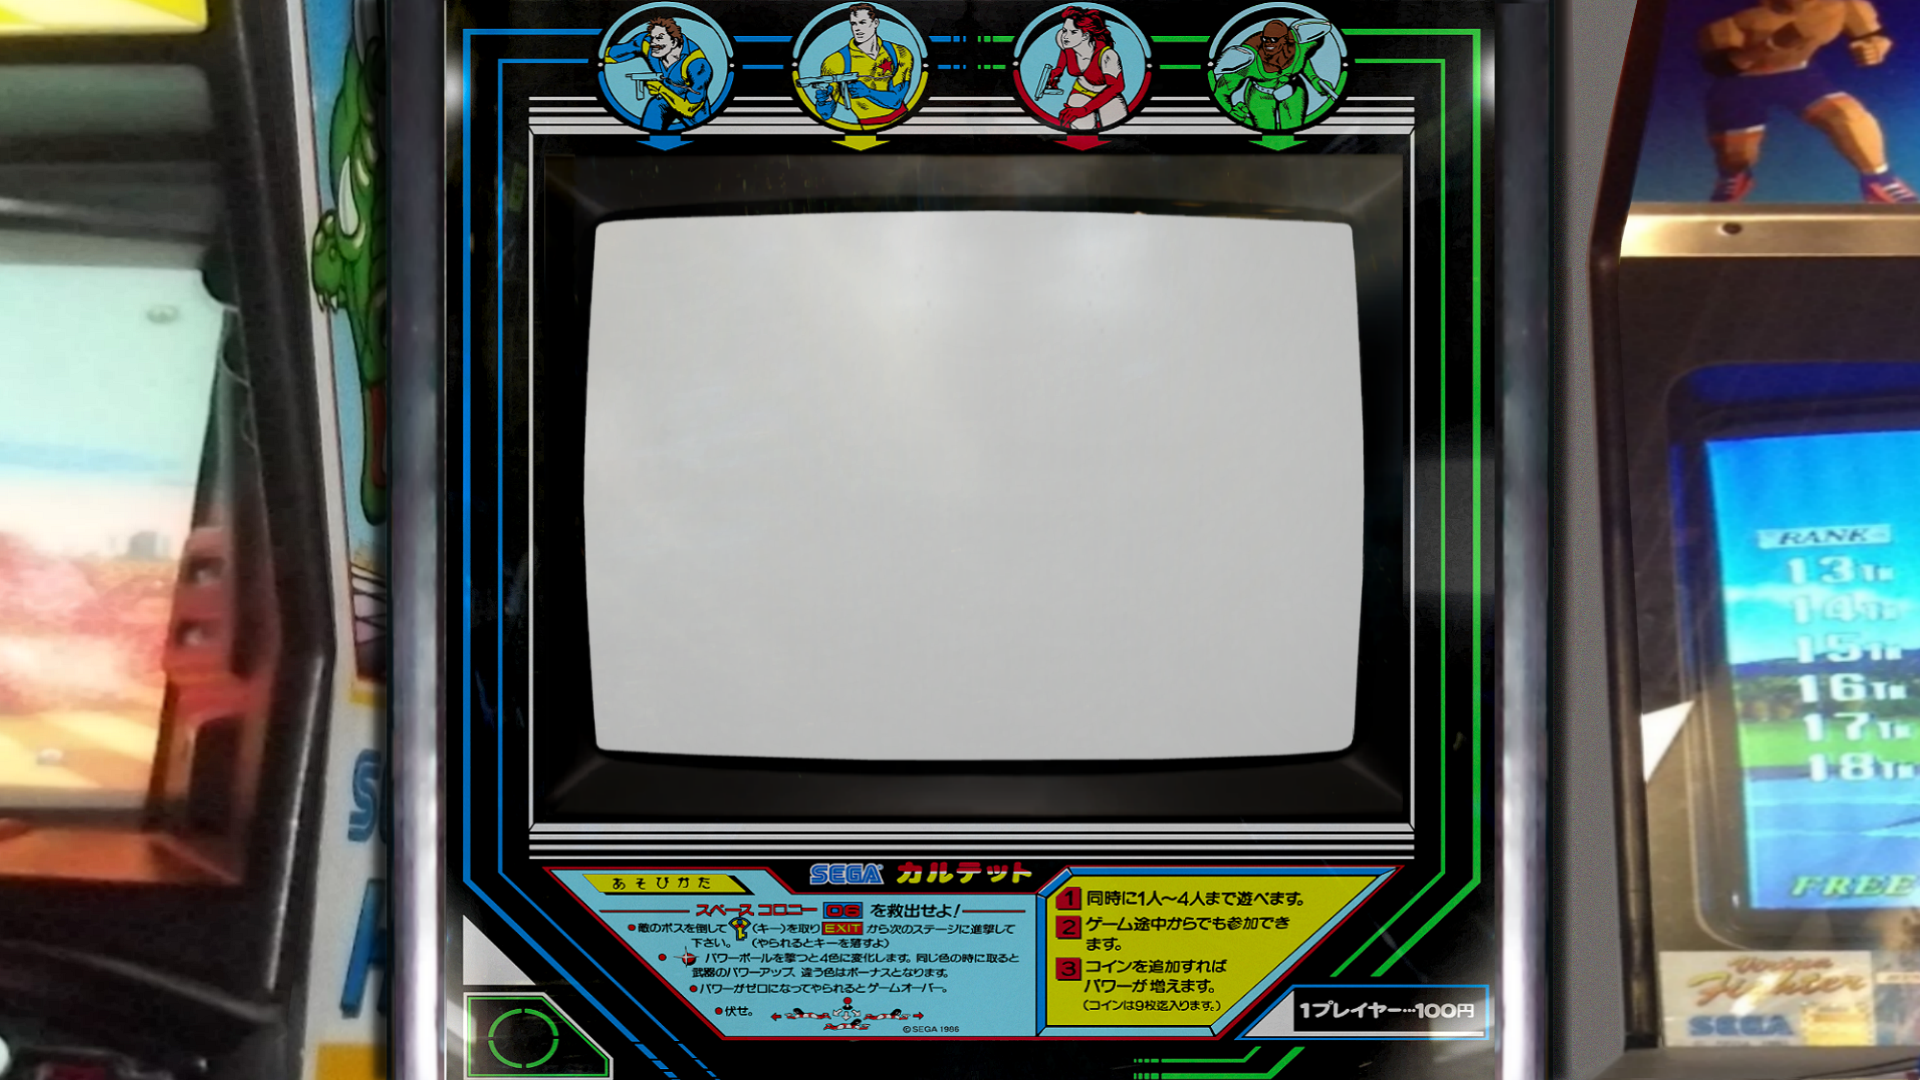 SEGA カルテット
あそびかた
スペースコロニー 06 を救出せよ!
●敵のボスを倒して (キー)を取り EXIT から次のステージに進撃して
下さい。(やられるとキーを落すよ)
● パワーボールを撃つと4色に変化します。同じ色の時に取ると
武器のパワーアップ、違う色はボーナスとなります。
●パワーがゼロになってやられるとゲームオーバー。
●伏せ。
©SEGA 1986
1 同時に1人〜4人まで遊べます。
2 ゲーム途中からでも参加でき
ます。
3 コインを追加すれば
パワーが増えます。
(コインは9枚迄入ります。)
1プレイヤー…100円
RANK
13TH
14TH
15TH
16TH
17TH
18TH
FREE
Virtua
Fighter
SEGA